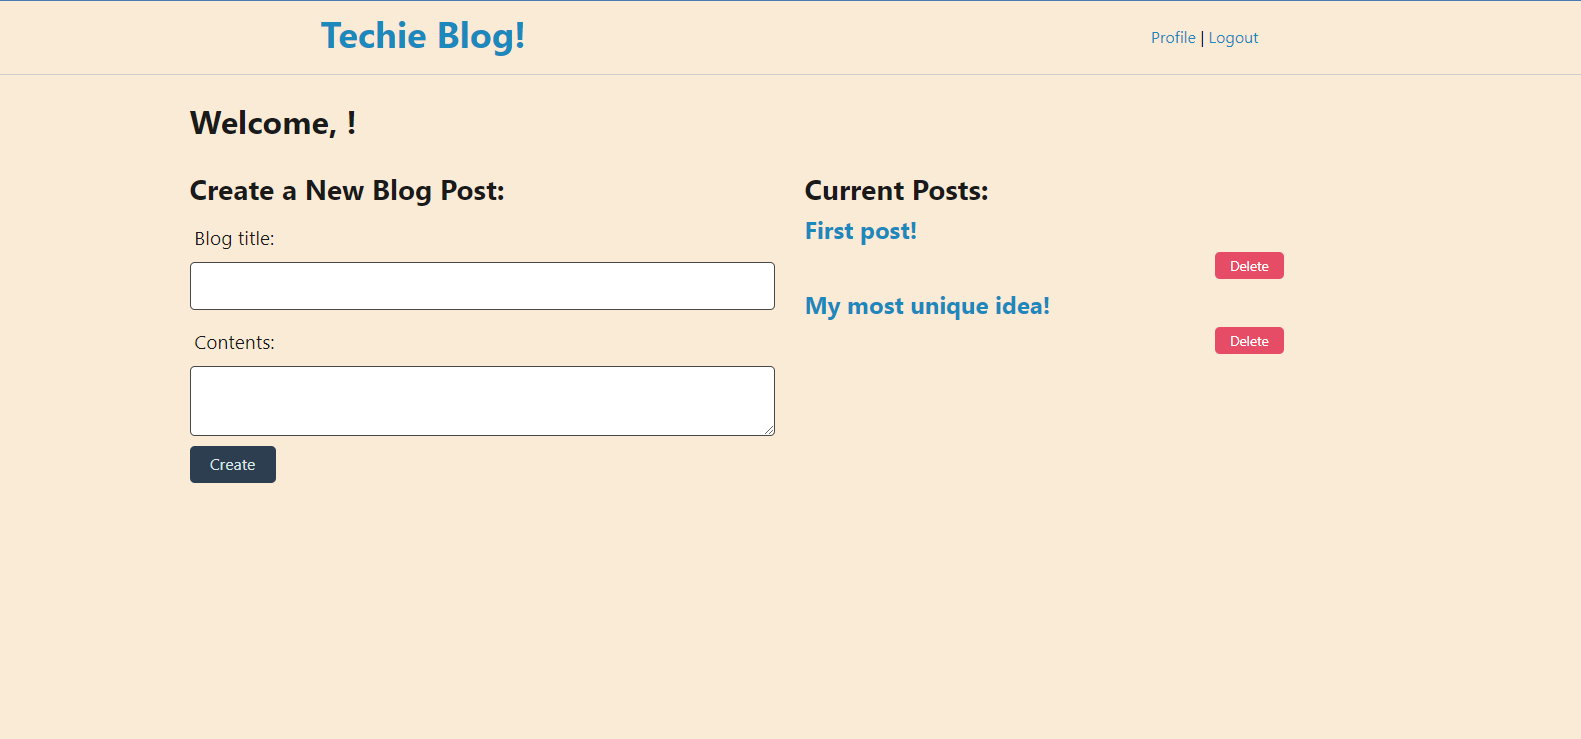 Techie Blog!
Profile | Logout
Welcome, !
Create a New Blog Post:
Blog title:
Contents:
Create
Current Posts:
First post!
Delete
My most unique idea!
Delete